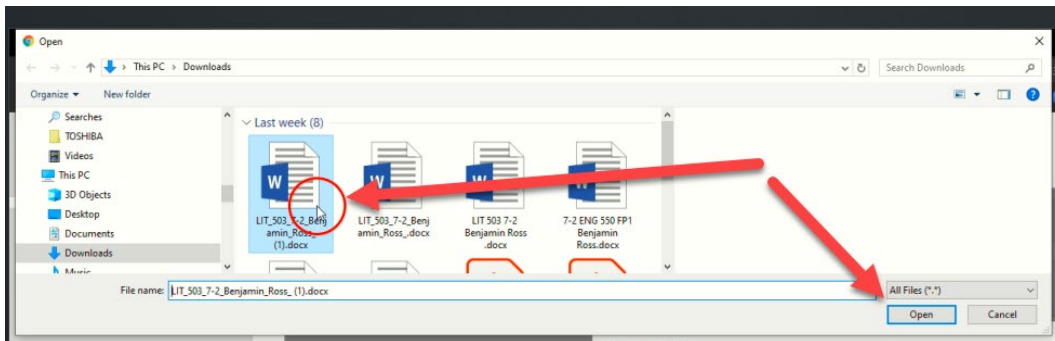 Open
This PC > Downloads
Search Downloads
Organize
New folder
Searches
TOSHIBA
Videos
This PC
3D Objects
Desktop
Documents
Downloads
Music
Last week (8)
W
LIT_503_7-2_Benj
amin_Ross_
(1).docx
W
LIT_503_7-2_Benj
amin_Ross_.docx
W
LIT 503 7-2
Benjamin Ross
.docx
W
7-2 ENG 550 FP1
Benjamin
Ross.docx
File name: LIT_503_7-2_Benjamin_Ross_ (1).docx
All Files (*.*)
Open
Cancel